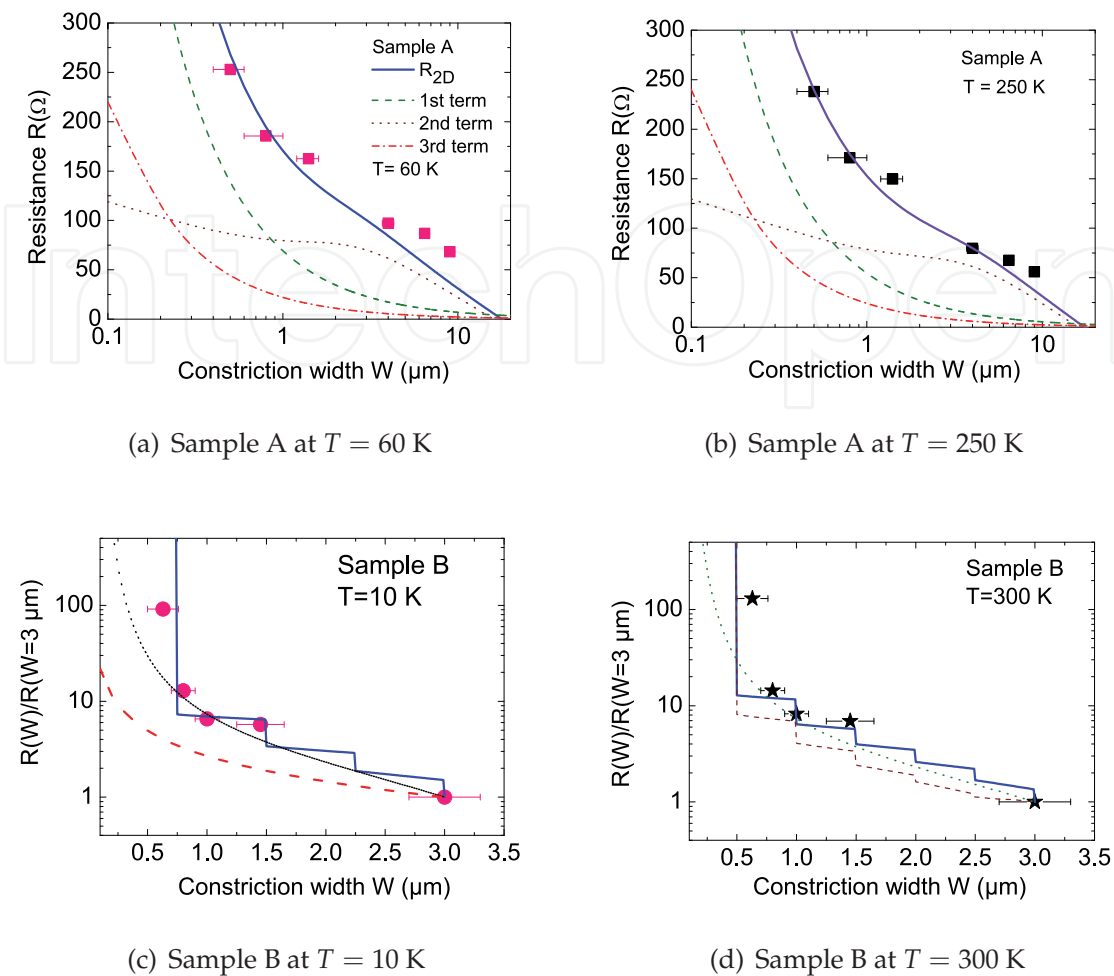 300
250
200
150
100
50
0
Resistance R(Ω)
Sample A
R2D
1st term
2nd term
3rd term
T= 60 K
0.1
1
10
Constriction width W (µm)
(a) Sample A at T = 60 K
300
250
200
150
100
50
0
Resistance R(Ω)
Sample A
T = 250 K
0.1
1
10
Constriction width W (µm)
(b) Sample A at T = 250 K
IntechOpen
100
10
1
R(W)/R(W=3 µm)
Sample B
T=10 K
0.5 1.0 1.5 2.0 2.5 3.0 3.5
Constriction width W (µm)
(c) Sample B at T = 10 K
100
10
1
R(W)/R(W=3 µm)
Sample B
T=300 K
0.5 1.0 1.5 2.0 2.5 3.0 3.5
Constriction width W (µm)
(d) Sample B at T = 300 K